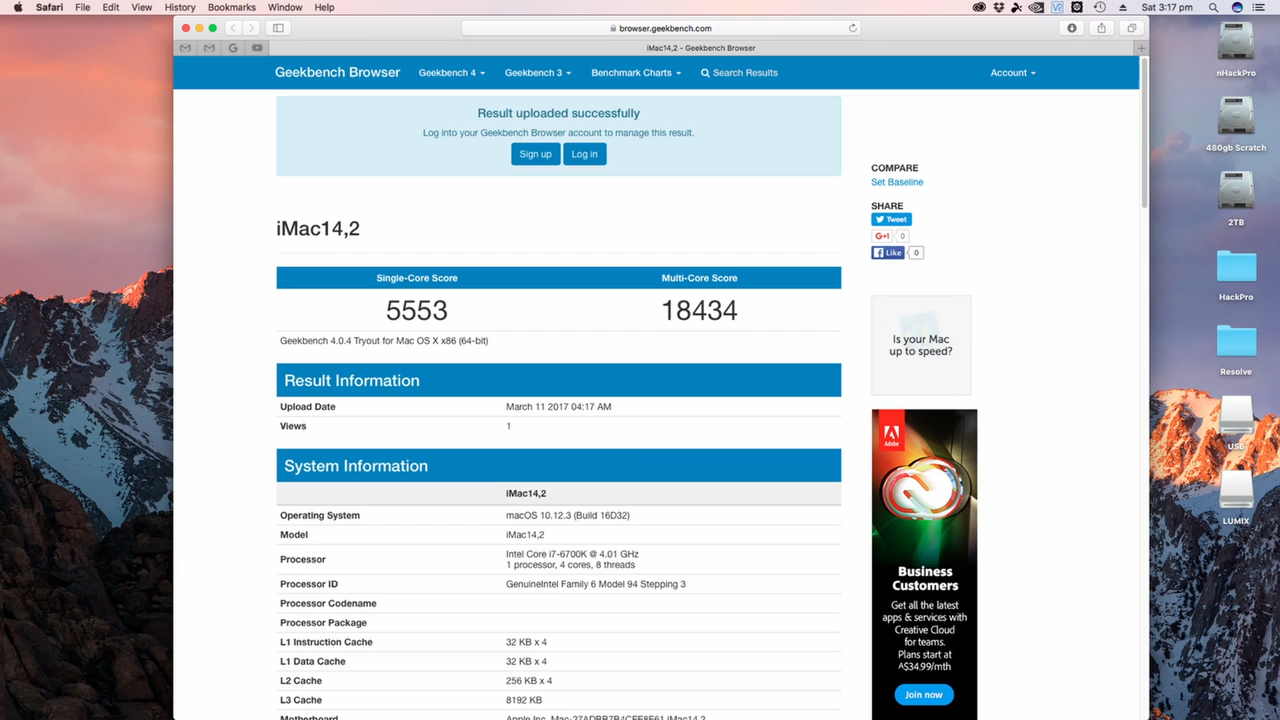 Safari File Edit View History Bookmarks Window Help
V2
Sat 3:17 pm
browser.geekbench.com
iMac14,2 - Geekbench Browser
Geekbench Browser Geekbench 4 Geekbench 3 Benchmark Charts Search Results Account
Result uploaded successfully
Log into your Geekbench Browser account to manage this result.
Sign up Log in
iMac14,2
Single-Core Score Multi-Core Score
5553 18434
Geekbench 4.0.4 Tryout for Mac OS X x86 (64-bit)
Result Information
Upload Date March 11 2017 04:17 AM
Views 1
System Information
iMac14,2
Operating System macOS 10.12.3 (Build 16D32)
Model iMac14,2
Processor Intel Core i7-6700K @ 4.01 GHz
1 processor, 4 cores, 8 threads
Processor ID GenuineIntel Family 6 Model 94 Stepping 3
Processor Codename
Processor Package
L1 Instruction Cache 32 KB x 4
L1 Data Cache 32 KB x 4
L2 Cache 256 KB x 4
L3 Cache 8192 KB
Motherboard
COMPARE
Set Baseline
SHARE
Tweet
G+1 0
Like 0
Is your Mac
up to speed?
Adobe
Business
Customers
Get all the latest
apps & services with
Creative Cloud
for teams.
Plans start at
A$34.99/mth
Join now
nHackPro
480gb Scratch
2TB
HackPro
Resolve
USB
LUMIX